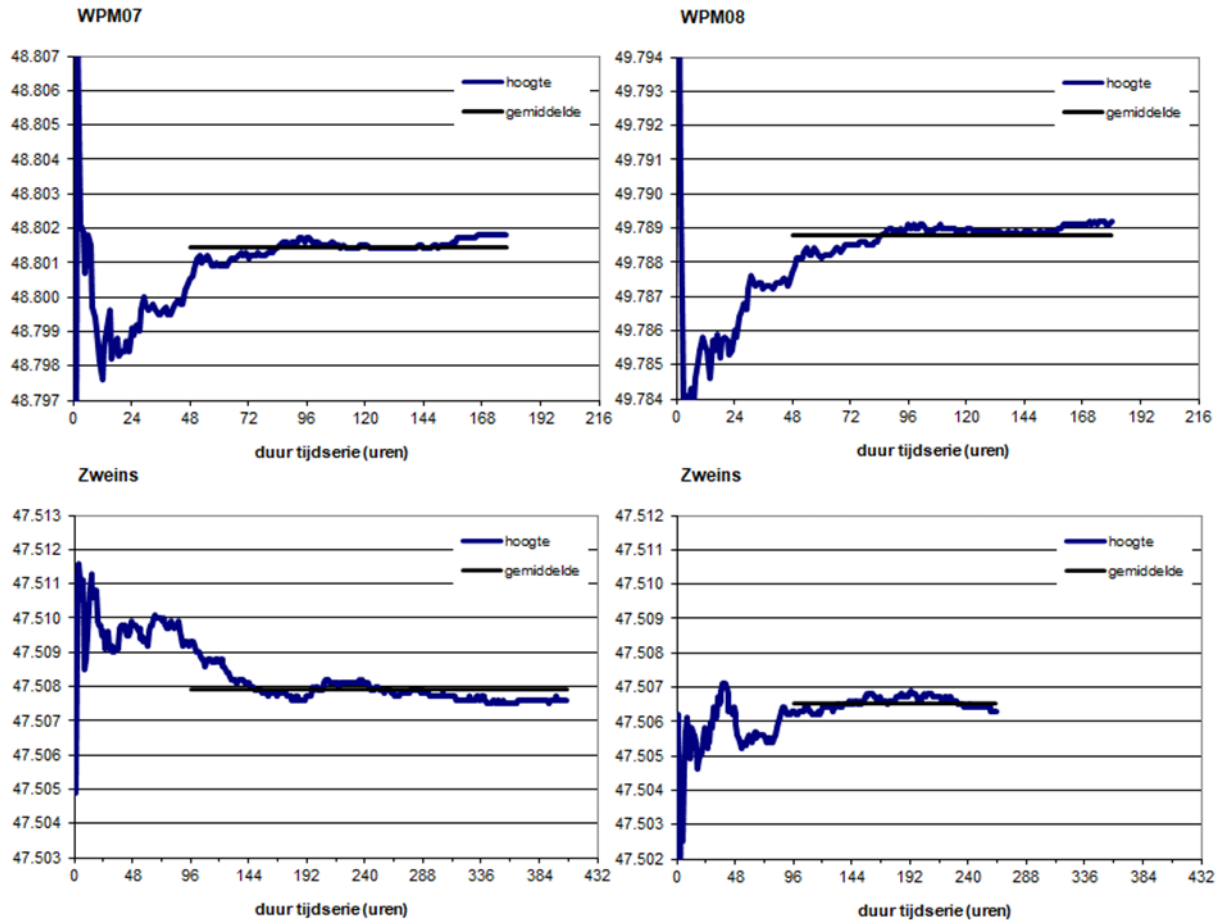 WPM07
48.807
48.806
48.805
48.804
48.803
48.802
48.801
48.800
48.799
48.798
48.797
hoogte
gemiddelde
0 24 48 72 96 120 144 168 192 216
duur tijdserie (uren)
WPM08
49.794
49.793
49.792
49.791
49.790
49.789
49.788
49.787
49.786
49.785
49.784
hoogte
gemiddelde
0 24 48 72 96 120 144 168 192 216
duur tijdserie (uren)
Zweins
47.513
47.512
47.511
47.510
47.509
47.508
47.507
47.506
47.505
47.504
47.503
hoogte
gemiddelde
0 48 96 144 192 240 288 336 384 432
duur tijdserie (uren)
Zweins
47.512
47.511
47.510
47.509
47.508
47.507
47.506
47.505
47.504
47.503
47.502
hoogte
gemiddelde
0 48 96 144 192 240 288 336 384 432
duur tijdserie (uren)